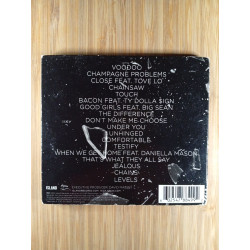 VOODOO
CHAMPAGNE PROBLEMS
CLOSE FEAT. TOVE LO
CHAINSAW
TOUCH
BACON FEAT. TY DOLLA $IGN
GOOD GIRLS FEAT. BIG SEAN
THE DIFFERENCE
DON'T MAKE ME CHOOSE
UNDER YOU
UNHINGED
COMFORTABLE
TESTIFY
WHEN WE GET HOME FEAT. DANIELLA MASON
THAT'S WHAT THEY ALL SAY
JEALOUS
CHAINS
LEVELS
ISLAND